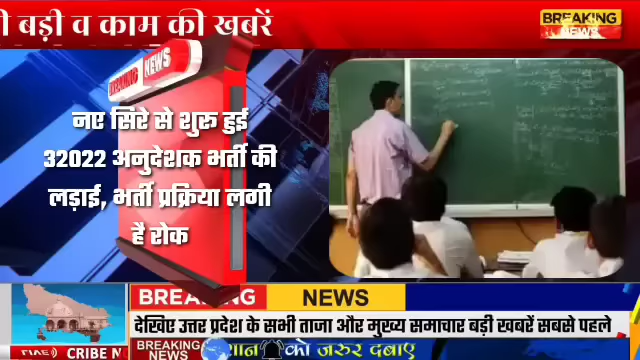 बड़ी व काम की खबरें
BREAKING
NEWS
BREAKING
NEWS
नए सिरे से शुरू हुई
32022 अनुदेशक भर्ती की
लड़ाई, भर्ती प्रक्रिया लगी
है रोक
BREAKING NEWS
देखिए उत्तर प्रदेश के सभी ताजा और मुख्य समाचार बड़ी खबरें सबसे पहले
CRIBE N
BREAKING
NEWS
को जरुर दबाए